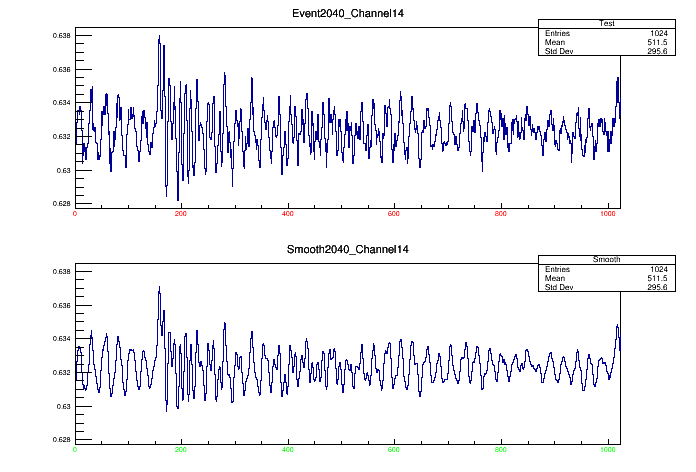 Event2040_Channel14
Test
Entries 1024
Mean 511.5
Std Dev 295.6
0.638
0.636
0.634
0.632
0.63
0.628
0 200 400 600 800 1000
Smooth2040_Channel14
Smooth
Entries 1024
Mean 511.5
Std Dev 295.6
0.638
0.636
0.634
0.632
0.63
0.628
0 200 400 600 800 1000